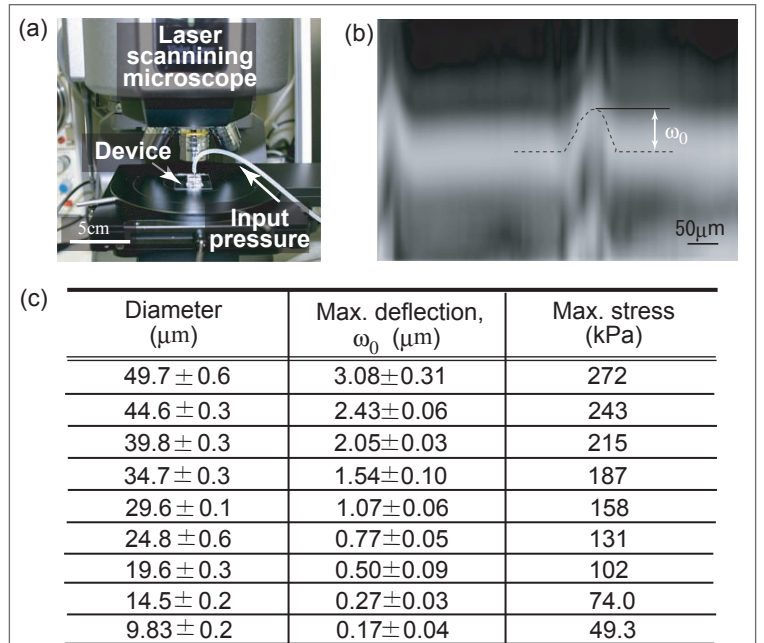 (a)
Laser
scannining
microscope
Device
Input
pressure
5cm
(b)
ω0
50μm
(c)
Diameter (μm) Max. deflection, ω0 (μm) Max. stress (kPa)
49.7 ± 0.6 3.08±0.31 272
44.6 ± 0.3 2.43±0.06 243
39.8 ± 0.3 2.05±0.03 215
34.7 ± 0.3 1.54±0.10 187
29.6 ± 0.1 1.07±0.06 158
24.8 ± 0.6 0.77±0.05 131
19.6 ± 0.3 0.50±0.09 102
14.5 ± 0.2 0.27±0.03 74.0
9.83 ± 0.2 0.17±0.04 49.3